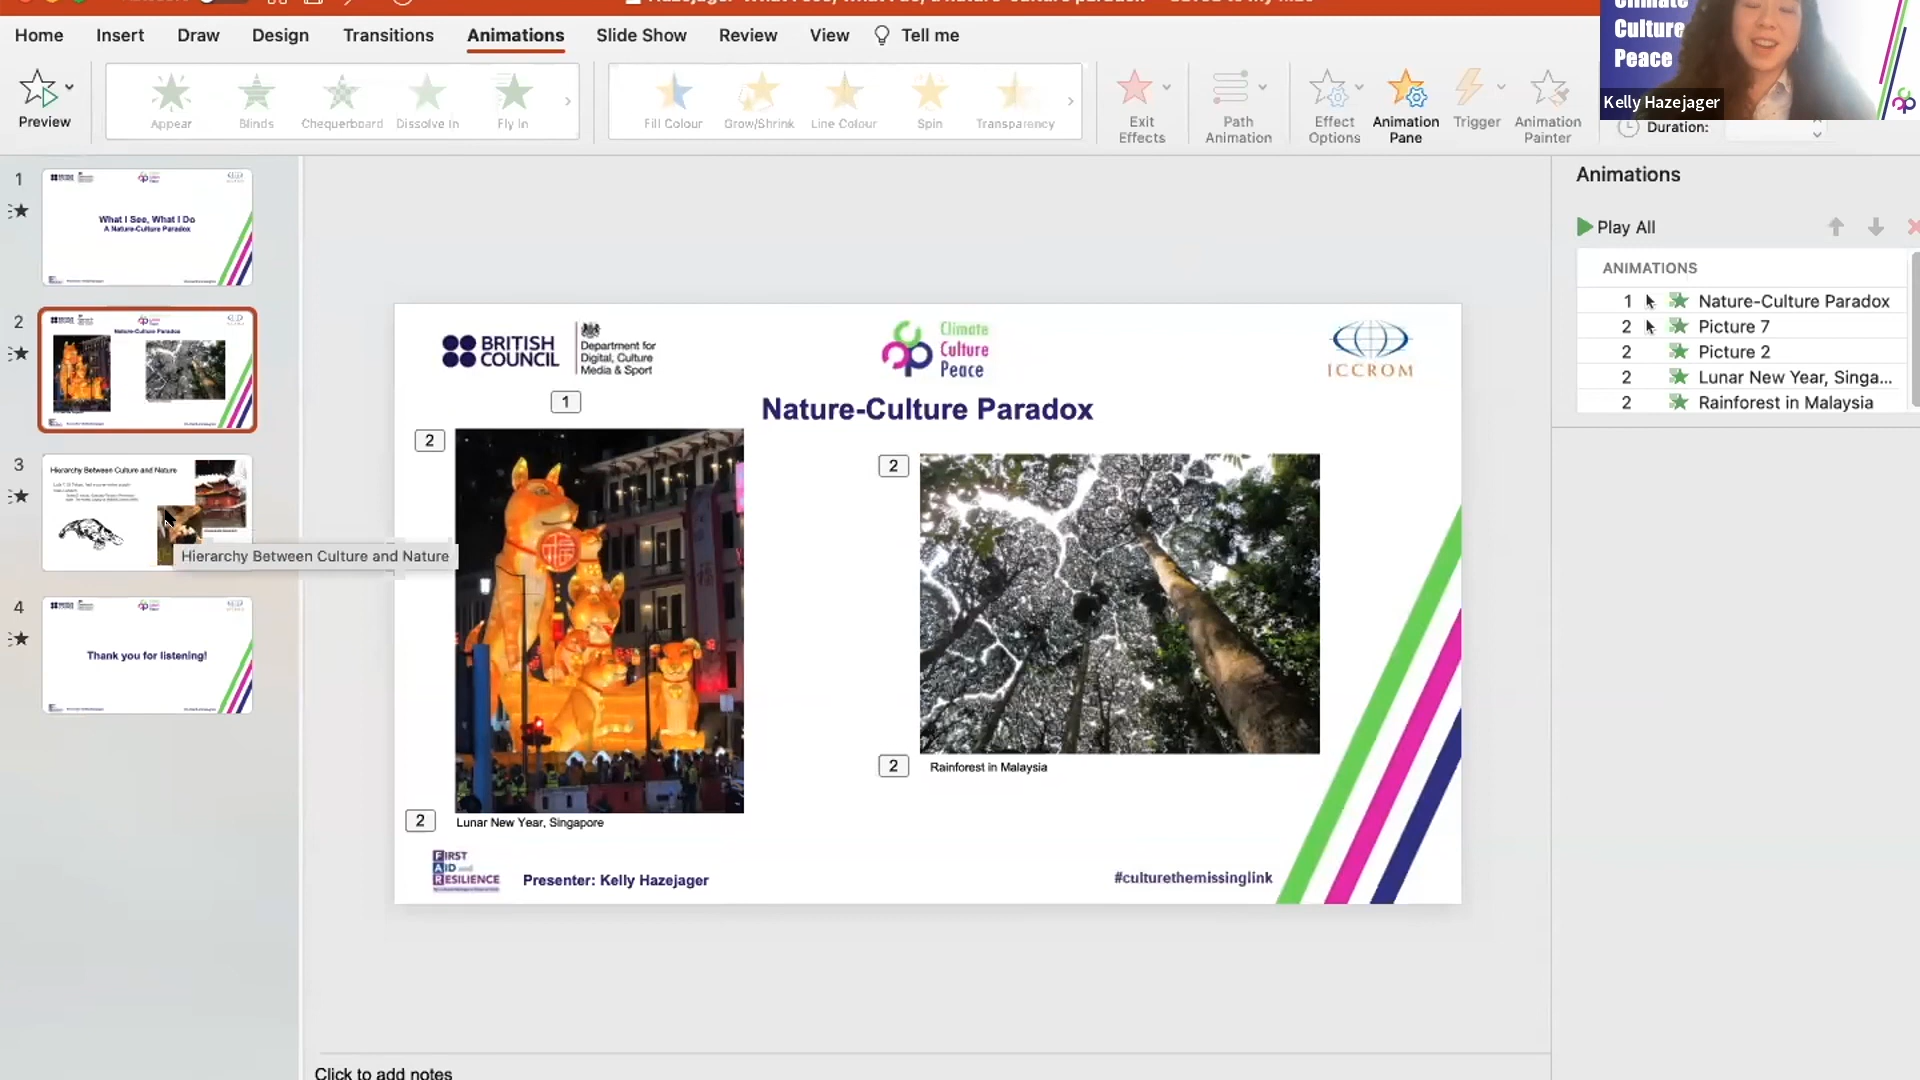 Home Insert Draw Design Transitions Animations Slide Show Review View Tell me
Climate
Culture
Peace
Kelly Hazejager
Preview
Appear Blinds Chequerboard Dissolve In Fly In
Fill Colour Grow/Shrink Line Colour Spin Transparency
Exit Effects
Path Animation
Effect Options
Animation Pane
Trigger
Animation Painter
Duration:
1
What I See, What I Do
A Nature-Culture Paradox
2
Nature-Culture Paradox
3
Hierarchy Between Culture and Nature
Hierarchy Between Culture and Nature
4
Thank you for listening!
BRITISH
COUNCIL
Department for
Digital, Culture
Media & Sport
Climate
Culture
Peace
ICCROM
1
Nature-Culture Paradox
2
2
福
2
Rainforest in Malaysia
2
Lunar New Year, Singapore
FIRST
AID and
RESILIENCE
Presenter: Kelly Hazejager
#culturethemissinglink
Animations
Play All
ANIMATIONS
1 Nature-Culture Paradox
2 Picture 7
2 Picture 2
2 Lunar New Year, Singa...
2 Rainforest in Malaysia
Click to add notes